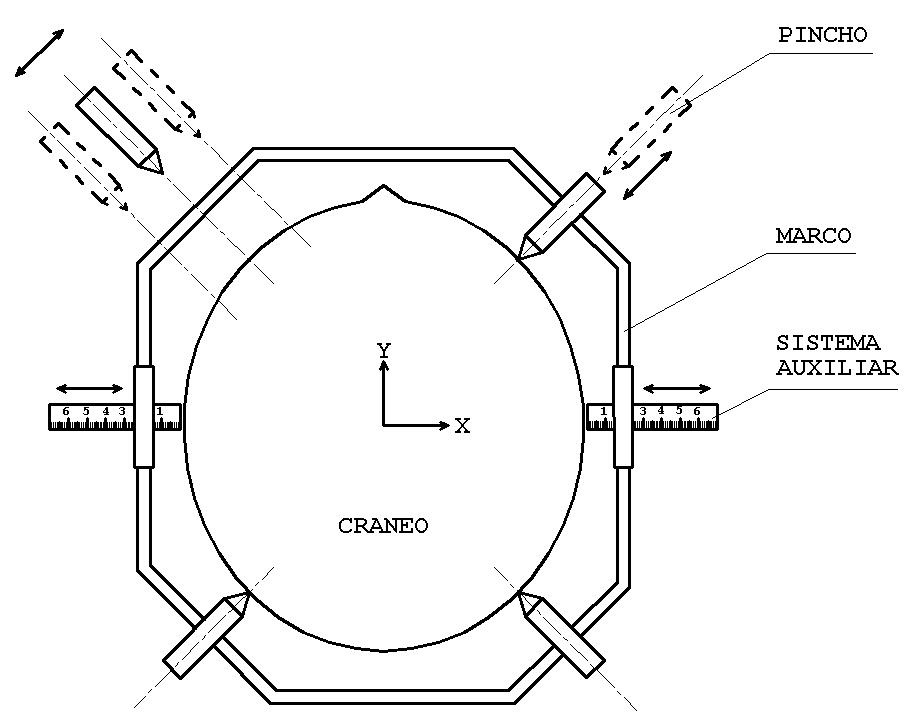 PINCHO
MARCO
SISTEMA
AUXILIAR
Y
X
6 5 4 3 1
1 3 4 5 6
CRANEO